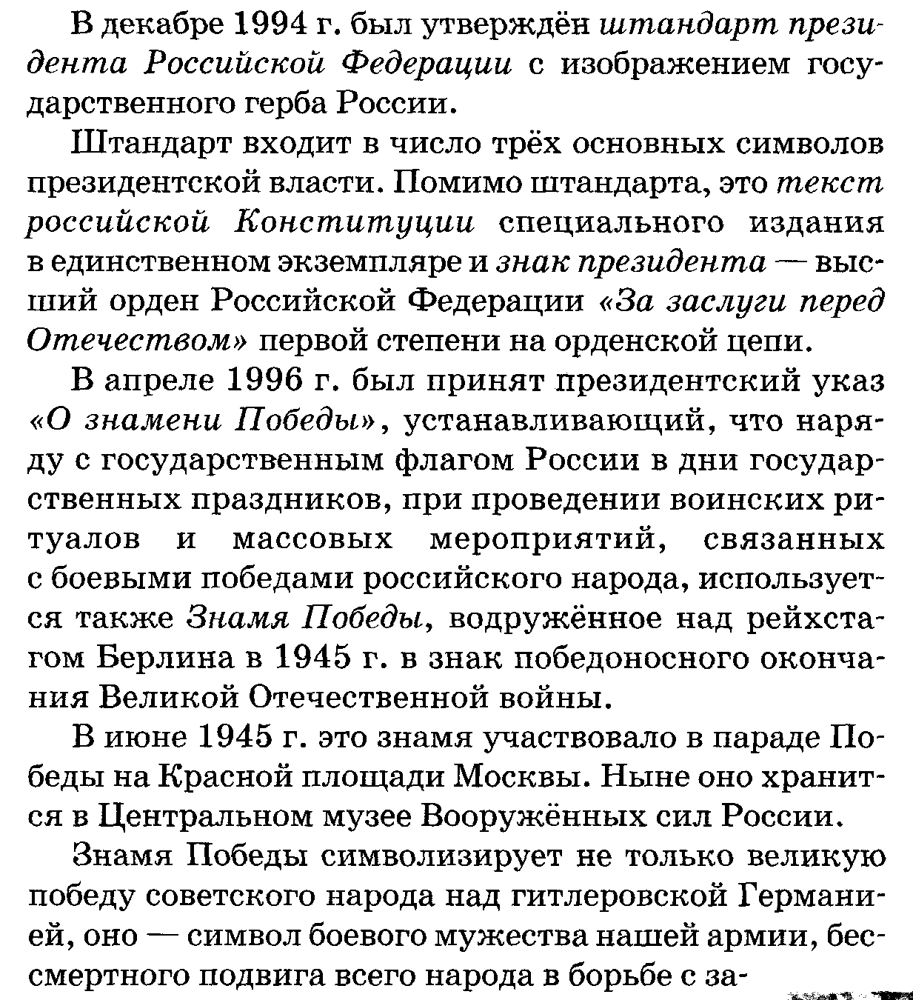 В декабре 1994 г. был утверждён штандарт прези-
дента Российской Федерации с изображением госу-
дарственного герба России.
Штандарт входит в число трёх основных символов
президентской власти. Помимо штандарта, это текст
российской Конституции специального издания
в единственном экземпляре и знак президента — выс-
ший орден Российской Федерации «За заслуги перед
Отечеством» первой степени на орденской цепи.
В апреле 1996 г. был принят президентский указ
«О знамени Победы», устанавливающий, что наря-
ду с государственным флагом России в дни государ-
ственных праздников, при проведении воинских ри-
туалов и массовых мероприятий, связанных
с боевыми победами российского народа, использует-
ся также Знамя Победы, водружённое над рейхста-
гом Берлина в 1945 г. в знак победоносного оконча-
ния Великой Отечественной войны.
В июне 1945 г. это знамя участвовало в параде По-
беды на Красной площади Москвы. Ныне оно хранит-
ся в Центральном музее Вооружённых сил России.
Знамя Победы символизирует не только великую
победу советского народа над гитлеровской Германи-
ей, оно — символ боевого мужества нашей армии, бес-
смертного подвига всего народа в борьбе с за-